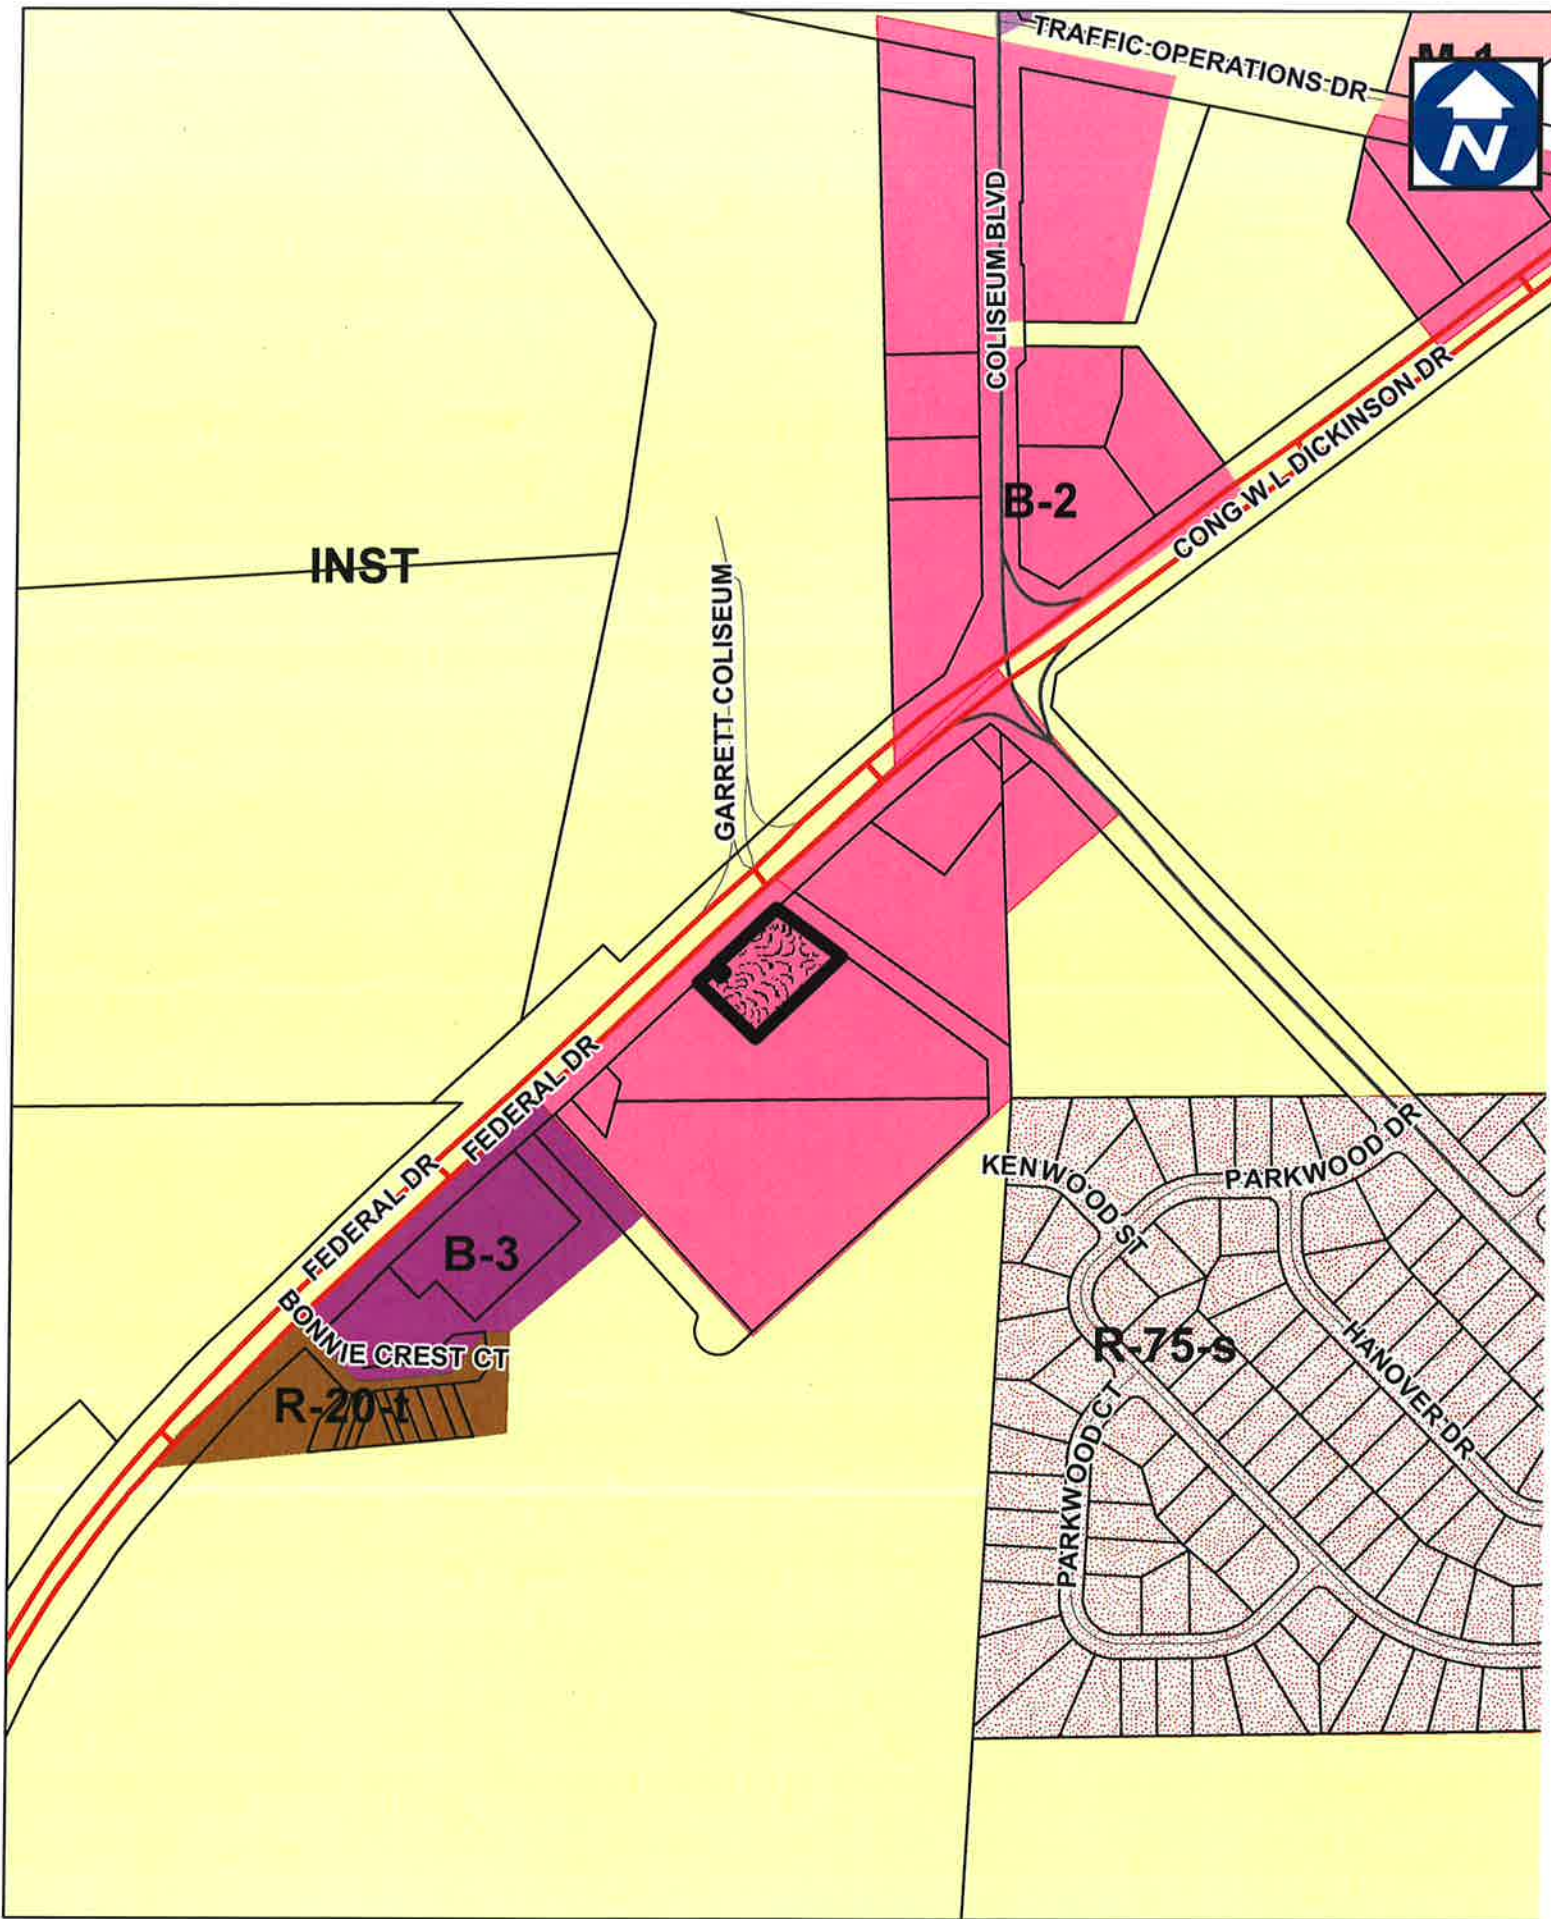 TRAFFIC OPERATIONS DR
M-1
N
COLISEUM BLVD
CONG W L DICKINSON DR
B-2
INST
GARRETT COLISEUM
FEDERAL DR
FEDERAL DR
KENWOOD ST
PARKWOOD DR
B-3
BONNIE CREST CT
R-75-s
HANOVER DR
R-20-t
PARKWOOD CT